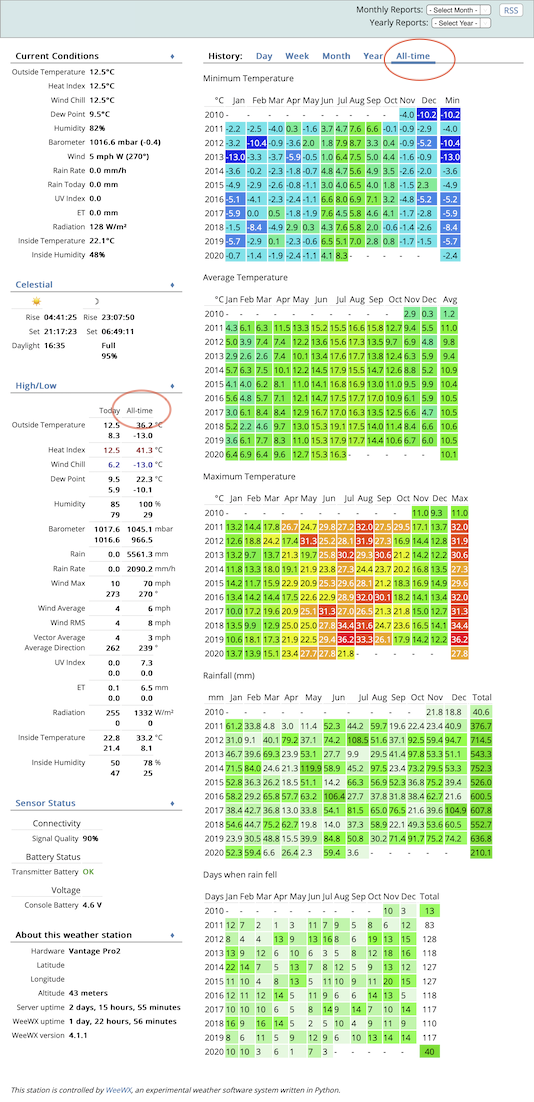 Monthly Reports: - Select Month -
Yearly Reports: - Select Year -
RSS
Current Conditions
Outside Temperature 12.5°C
Heat Index 12.5°C
Wind Chill 12.5°C
Dew Point 9.5°C
Humidity 82%
Barometer 1016.6 mbar (-0.4)
Wind 5 mph W (270°)
Rain Rate 0.0 mm/h
Rain Today 0.0 mm
UV Index 0.0
ET 0.0 mm
Radiation 128 W/m²
Inside Temperature 22.1°C
Inside Humidity 48%
Celestial
Rise 04:41:25 Rise 23:07:50
Set 21:17:23 Set 06:49:11
Daylight 16:35 Full
95%
High/Low
Today All-time
Outside Temperature 12.5 36.2 °C
8.3 -13.0
Heat Index 12.5 41.3 °C
Wind Chill 6.2 -13.0 °C
Dew Point 9.5 22.3 °C
5.9 -10.1
Humidity 85 100 %
79 29
Barometer 1017.6 1045.1 mbar
1016.6 966.5
Rain 0.0 5561.3 mm
Rain Rate 0.0 2090.2 mm/h
Wind Max 10 70 mph
273 270 °
Wind Average 4 6 mph
Wind RMS 4 8 mph
Vector Average 4 3 mph
Average Direction 262 239 °
UV Index 0.0 7.3
0.0 0.0
ET 0.1 6.5 mm
0.0 0.0
Radiation 255 1332 W/m²
0 0
Inside Temperature 22.8 33.2 °C
21.4 8.1
Inside Humidity 50 78 %
47 25
Sensor Status
Connectivity
Signal Quality 90%
Battery Status
Transmitter Battery OK
Voltage
Console Battery 4.6 V
About this weather station
Hardware Vantage Pro2
Latitude
Longitude
Altitude 43 meters
Server uptime 2 days, 15 hours, 55 minutes
WeeWX uptime 1 day, 22 hours, 56 minutes
WeeWX version 4.1.1
History: Day Week Month Year All-time
Minimum Temperature
°C Jan Feb Mar Apr May Jun Jul Aug Sep Oct Nov Dec Min
2010 - - - - - - - - - - -4.0 -10.2 -10.2
2011 -2.2 -2.5 -4.0 0.3 -1.6 3.7 4.7 7.6 6.6 -0.1 -0.9 -2.9 -4.0
2012 -3.2 -10.4 -0.9 -3.6 2.0 1.8 7.9 8.7 3.3 0.4 -0.9 -5.2 -10.4
2013 -13.0 -3.3 -3.7 -5.9 -0.5 1.0 6.4 7.5 5.0 4.4 -1.6 -0.9 -13.0
2014 -3.6 -0.2 -2.3 -1.8 -0.7 4.8 4.7 5.6 4.9 3.5 -2.6 -2.0 -3.6
2015 -4.9 -2.9 -2.6 -0.8 -1.1 3.0 4.0 6.5 4.0 1.8 -1.5 2.3 -4.9
2016 -5.1 -4.1 -2.3 -1.9 -1.1 6.6 8.0 6.9 7.1 3.2 -4.8 -5.2 -5.2
2017 -5.9 0.0 0.5 -1.8 -1.9 7.6 4.5 5.8 4.6 4.1 -1.7 -2.8 -5.9
2018 -1.5 -8.4 -4.9 2.9 0.3 4.3 7.6 5.8 2.0 -0.6 -1.4 -2.6 -8.4
2019 -5.7 -2.9 0.1 -2.3 -0.6 6.5 5.1 7.0 2.8 0.8 -1.7 -1.5 -5.7
2020 -0.7 -1.4 -1.9 -2.4 -1.1 4.1 8.3 - - - - - -2.4
Average Temperature
°C Jan Feb Mar Apr May Jun Jul Aug Sep Oct Nov Dec Avg
2010 - - - - - - - - - - 2.9 0.3 1.2
2011 4.3 6.1 6.3 11.5 13.3 15.2 15.5 16.6 15.8 12.7 9.4 5.5 11.0
2012 5.0 3.9 7.4 7.2 12.0 13.6 15.6 17.3 13.5 9.7 6.9 4.8 9.8
2013 2.9 2.6 2.6 7.4 10.1 13.4 17.6 17.2 13.4 12.6 6.3 5.9 9.4
2014 5.7 6.3 7.5 10.1 12.2 14.9 17.5 15.2 14.4 12.5 7.9 4.7 10.8
2015 4.1 4.0 6.2 8.9 11.0 14.1 16.8 16.9 13.0 11.0 9.5 9.9 10.5
2016 5.6 4.8 5.7 7.1 12.1 15.6 17.0 17.0 17.0 10.9 6.1 5.9 10.5
2017 3.0 6.1 8.4 8.4 12.9 16.7 17.0 16.3 13.5 12.5 6.6 4.7 10.5
2018 5.2 2.2 4.6 9.7 13.0 15.7 19.3 17.2 13.7 10.6 7.8 6.9 10.6
2019 3.6 6.1 7.7 8.3 11.0 15.3 17.9 17.7 14.4 10.6 6.7 6.0 10.5
2020 6.4 6.9 6.4 9.6 12.7 15.3 16.3 - - - - - 10.1
Maximum Temperature
°C Jan Feb Mar Apr May Jun Jul Aug Sep Oct Nov Dec Max
2010 - - - - - - - - - - 11.0 9.3 11.0
2011 13.2 14.4 17.8 26.7 24.7 29.8 27.2 32.0 27.5 29.5 17.1 13.7 32.0
2012 12.6 18.8 24.2 17.4 31.3 25.2 28.1 31.9 27.3 16.9 14.4 12.8 31.9
2013 13.2 9.7 13.7 21.3 19.7 25.8 30.2 29.3 30.6 21.2 14.2 13.2 30.6
2014 11.8 13.3 18.0 19.1 21.9 23.8 27.3 24.4 23.7 20.2 16.8 13.9 27.3
2015 14.2 11.7 15.9 22.9 20.9 25.3 29.6 28.1 21.2 18.3 16.9 14.9 29.6
2016 13.4 14.2 14.4 17.5 22.6 22.9 28.9 32.0 30.1 18.2 14.1 13.4 32.0
2017 10.0 17.2 19.6 20.9 25.1 31.3 27.0 26.5 21.3 21.8 15.0 17.2 31.3
2018 13.5 9.9 12.9 25.8 28.0 28.0 34.4 31.6 24.7 23.6 16.5 14.1 34.4
2019 10.6 18.1 17.3 21.9 22.5 29.4 36.2 33.3 26.1 17.9 14.2 12.2 36.2
2020 13.7 13.9 15.1 23.4 27.7 27.8 21.8 - - - - - 27.8
Rainfall (mm)
mm Jan Feb Mar Apr May Jun Jul Aug Sep Oct Nov Dec Total
2010 - - - - - - - - - - 21.8 18.8 40.6
2011 61.2 33.8 4.8 3.0 11.4 52.3 44.2 59.7 19.6 22.4 23.4 40.9 376.7
2012 31.0 9.1 40.1 79.2 37.1 74.2 108.5 51.6 37.1 92.5 59.4 94.7 714.5
2013 46.7 39.6 69.3 23.9 53.1 27.7 9.9 29.5 41.4 97.8 53.1 51.3 543.3
2014 71.5 84.0 24.6 21.3 119.9 58.9 45.2 97.5 23.4 73.2 79.5 53.3 752.3
2015 52.8 36.3 26.2 18.5 51.1 14.2 66.3 56.9 52.3 36.8 75.2 39.4 526.0
2016 58.2 29.6 65.8 57.7 63.2 106.4 27.7 37.8 31.8 38.4 62.7 21.6 600.5
2017 38.4 42.7 36.8 13.0 33.8 54.1 81.5 65.0 76.5 21.6 39.6 104.9 607.8
2018 54.6 44.7 75.2 62.7 19.8 14.0 37.3 58.9 22.1 49.3 53.6 60.5 552.7
2019 23.9 30.5 48.8 15.5 39.9 84.8 50.8 30.2 71.4 91.7 75.2 74.2 636.8
2020 52.3 59.4 6.6 26.4 2.3 59.4 3.6 - - - - - 210.1
Days when rain fell
Days Jan Feb Mar Apr May Jun Jul Aug Sep Oct Nov Dec Total
2010 - - - - - - - - - - 10 3 13
2011 12 7 2 1 3 11 7 9 5 8 6 12 83
2012 8 4 4 13 9 13 16 8 6 19 13 15 128
2013 13 9 12 6 10 6 3 5 8 12 18 16 118
2014 22 14 7 5 13 7 8 12 5 9 13 12 127
2015 11 10 4 8 13 5 10 9 11 11 20 15 127
2016 12 11 12 14 5 11 9 6 6 14 13 5 118
2017 10 10 10 6 5 8 14 9 14 7 10 14 117
2018 16 9 16 14 5 2 5 10 4 9 11 9 110
2019 8 6 11 5 9 12 9 6 10 13 14 14 117
2020 10 10 3 6 1 7 3 - - - - - 40
This station is controlled by WeeWX, an experimental weather software system written in Python.